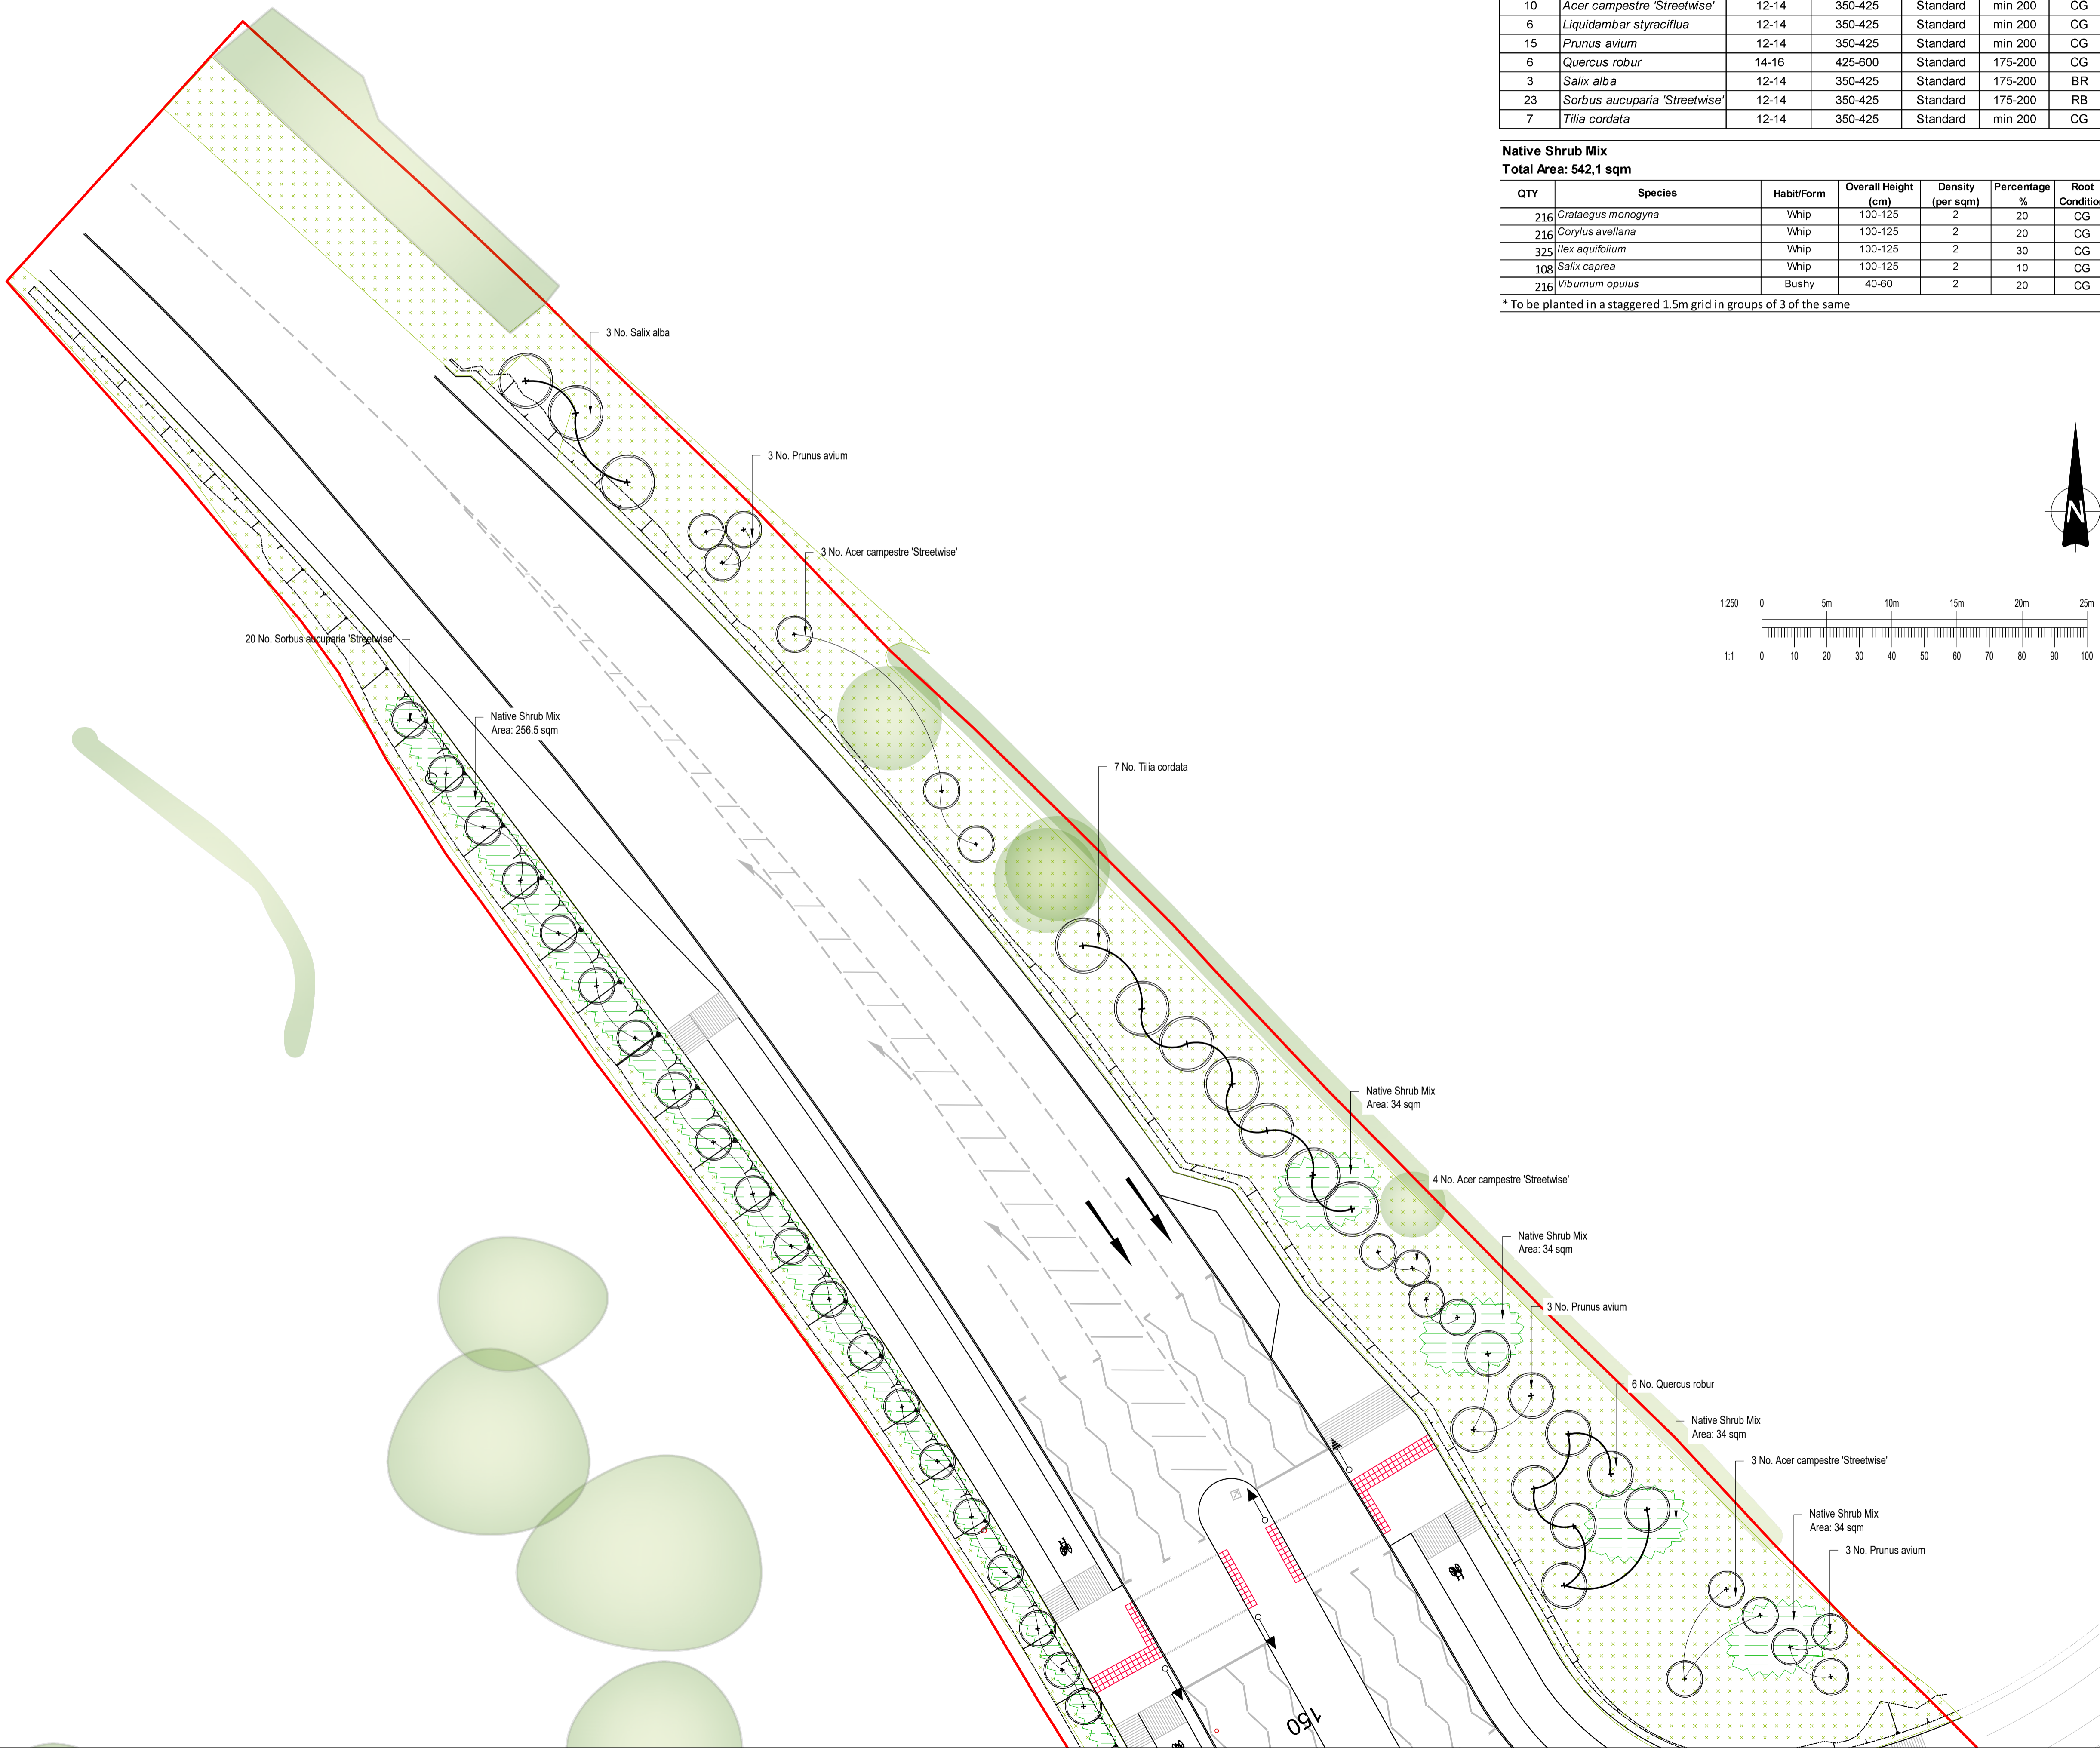 10 Acer campestre 'Streetwise' 12-14 350-425 Standard min 200 CG
6 Liquidambar styraciflua 12-14 350-425 Standard min 200 CG
15 Prunus avium 12-14 350-425 Standard min 200 CG
6 Quercus robur 14-16 425-600 Standard 175-200 CG
3 Salix alba 12-14 350-425 Standard 175-200 BR
23 Sorbus aucuparia 'Streetwise' 12-14 350-425 Standard 175-200 RB
7 Tilia cordata 12-14 350-425 Standard min 200 CG
Native Shrub Mix
Total Area: 542,1 sqm
QTY Species Habit/Form Overall Height Density Percentage Root
(cm) (per sqm) % Conditio
216 Crataegus monogyna Whip 100-125 2 20 CG
216 Corylus avellana Whip 100-125 2 20 CG
325 Ilex aquifolium Whip 100-125 2 30 CG
108 Salix caprea Whip 100-125 2 10 CG
216 Viburnum opulus Bushy 40-60 2 20 CG
* To be planted in a staggered 1.5m grid in groups of 3 of the same
3 No. Salix alba
3 No. Prunus avium
N
3 No. Acer campestre 'Streetwise'
1:250 0 5m 10m 15m 20m 25m
1:1 0 10 20 30 40 50 60 70 80 90 100
20 No. Sorbus aucuparia 'Streetwise'
Native Shrub Mix
Area: 256.5 sqm
7 No. Tilia cordata
Native Shrub Mix
Area: 34 sqm
4 No. Acer campestre 'Streetwise'
Native Shrub Mix
Area: 34 sqm
3 No. Prunus avium
6 No. Quercus robur
Native Shrub Mix
Area: 34 sqm
3 No. Acer campestre 'Streetwise'
Native Shrub Mix
Area: 34 sqm
3 No. Prunus avium
150